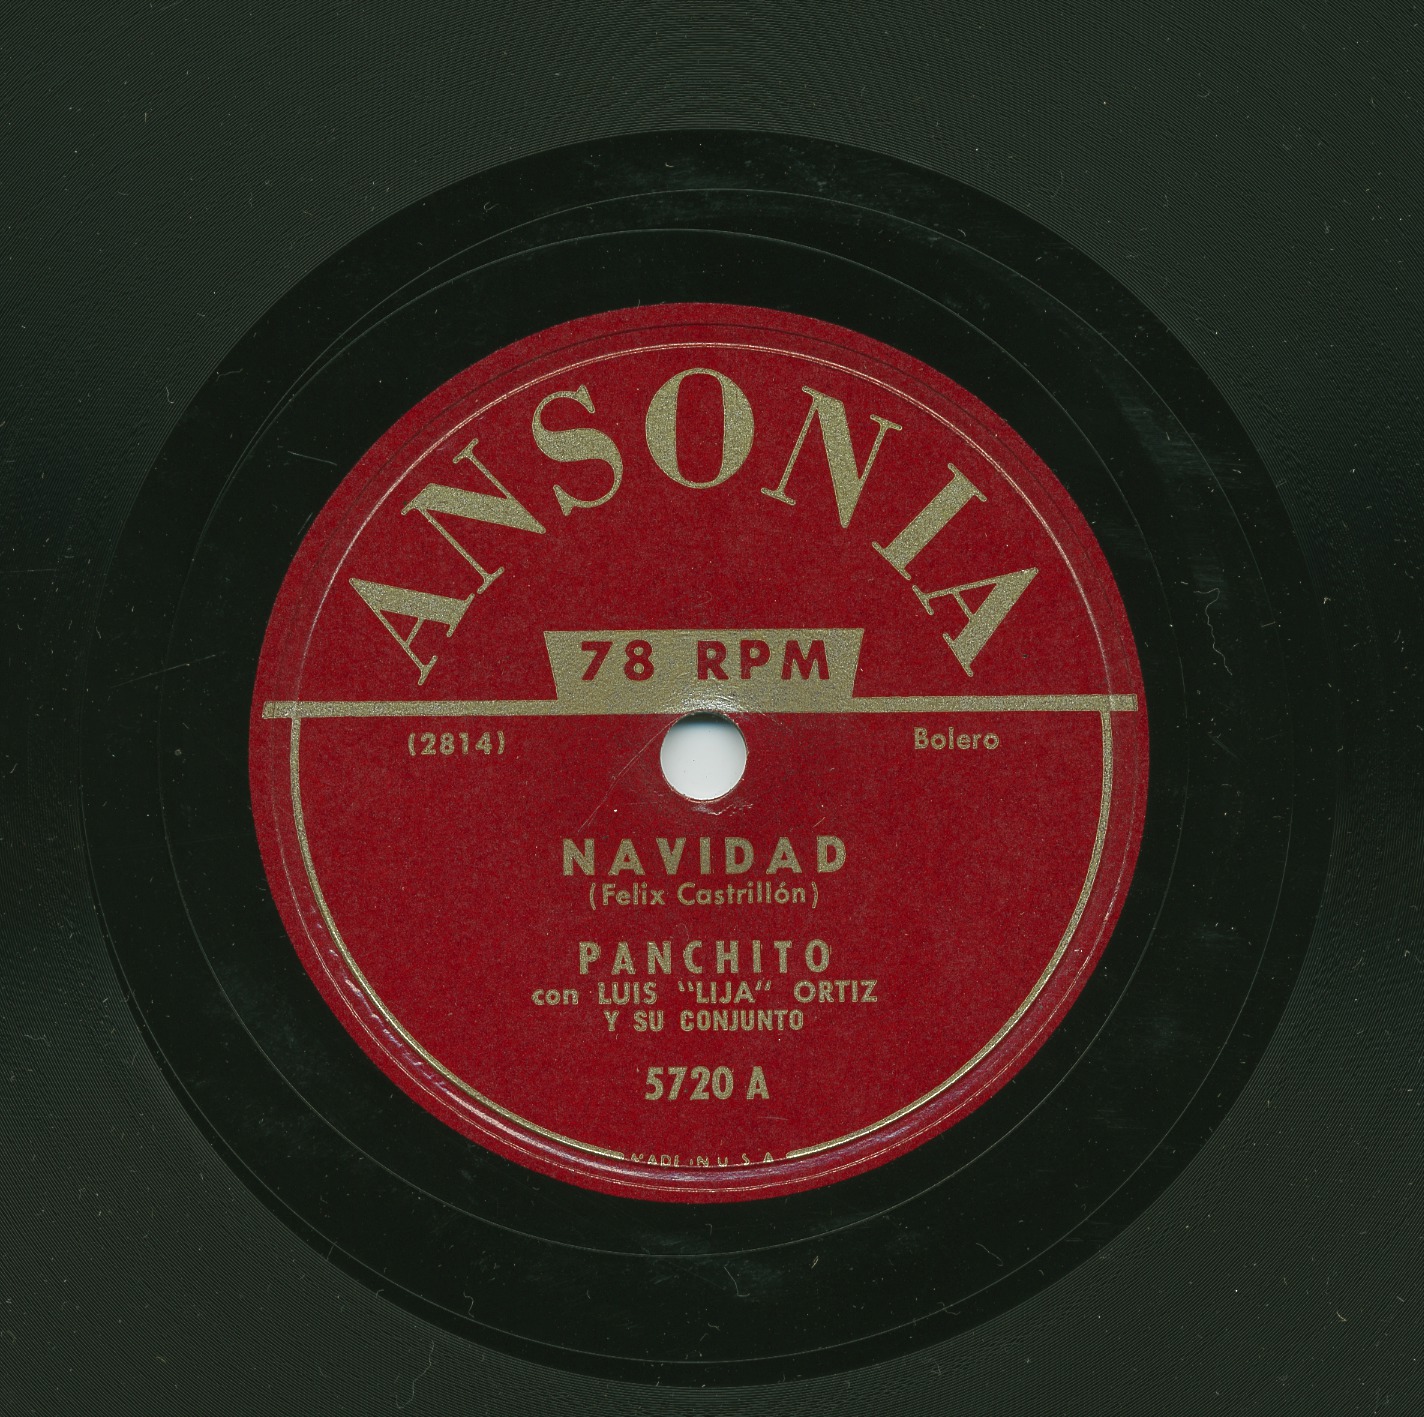 ANSONIA
78 RPM
(2814)
Bolero
NAVIDAD
(Felix Castrillón)
PANCHITO
con LUIS "LIJA" ORTIZ
Y SU CONJUNTO
5720 A
MADE IN U.S.A.